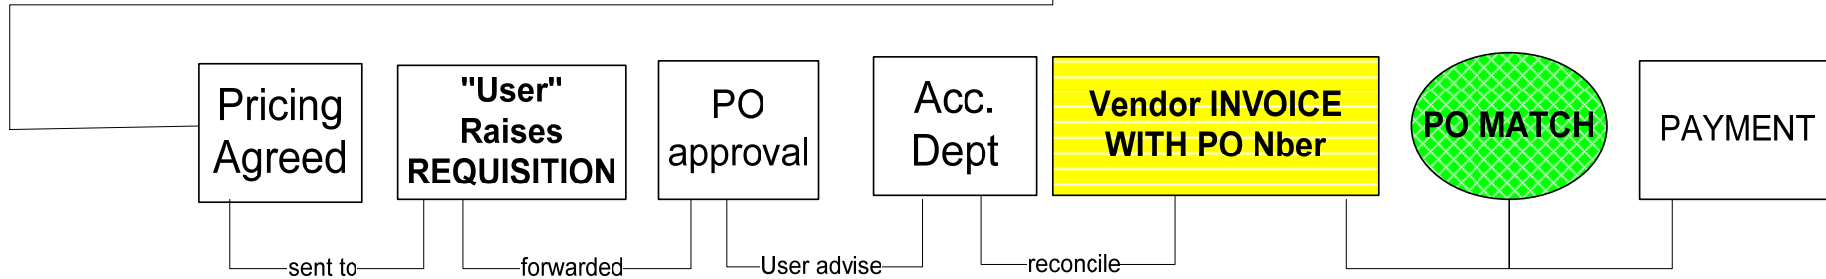 Pricing
Agreed
"User"
Raises
REQUISITION
PO
approval
Acc.
Dept
Vendor INVOICE
WITH PO Nber
PO MATCH
PAYMENT
sent to
forwarded
User advise
reconcile